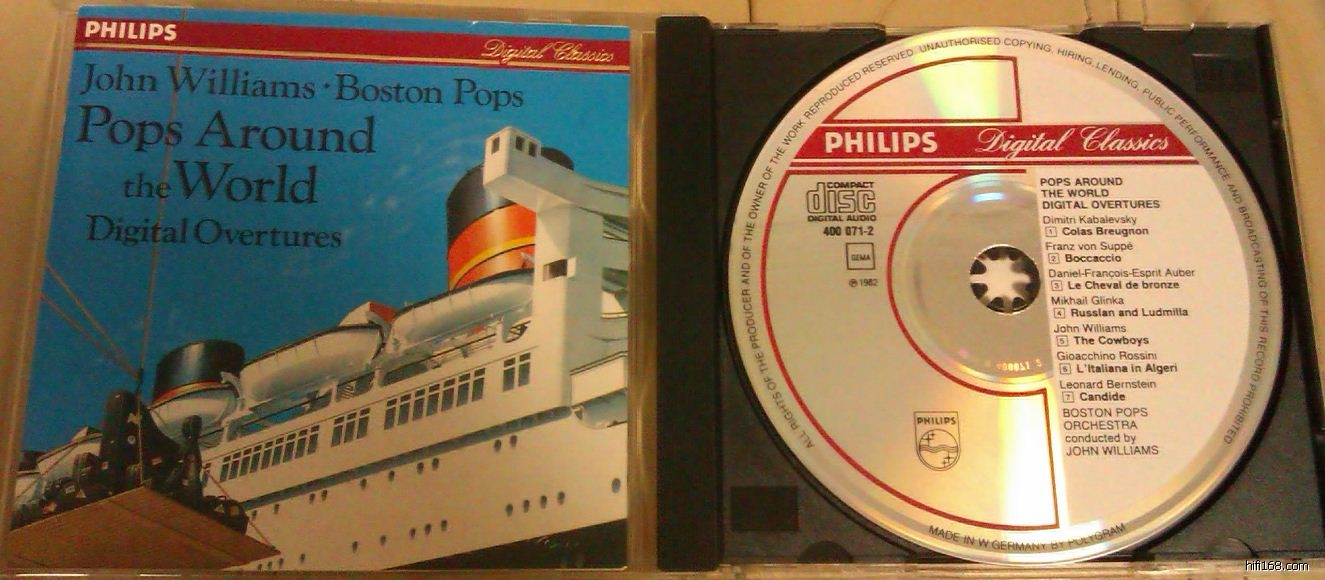 PHILIPS
Digital Classics
John Williams · Boston Pops
Pops Around
the World
Digital Overtures
ALL RIGHTS OF THE PRODUCER AND OF THE OWNER OF THE WORK REPRODUCED RESERVED. UNAUTHORISED COPYING, HIRING, LENDING, PUBLIC PERFORMANCE AND BROADCASTING OF THIS RECORD PROHIBITED
PHILIPS Digital Classics
COMPACT
disc
DIGITAL AUDIO
400 071-2
GEMA
℗ 1982
POPS AROUND
THE WORLD
DIGITAL OVERTURES
Dimitri Kabalevsky
1 Colas Breugnon
Franz von Suppé
2 Boccaccio
Daniel-François-Esprit Auber
3 Le Cheval de bronze
Mikhail Glinka
4 Russlan and Ludmilla
John Williams
5 The Cowboys
Gioacchino Rossini
6 L'Italiana in Algeri
Leonard Bernstein
7 Candide
BOSTON POPS
ORCHESTRA
conducted by
JOHN WILLIAMS
PHILIPS
MADE IN W GERMANY BY POLYGRAM
hifi168.com